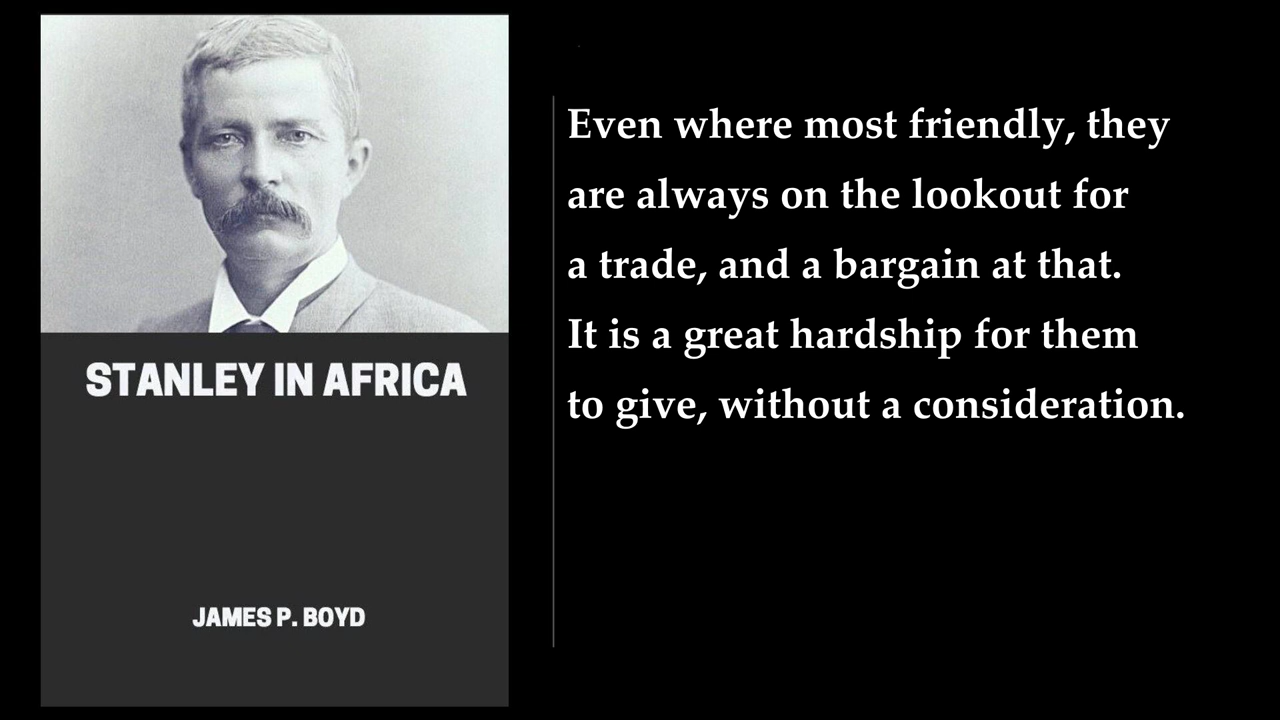 STANLEY IN AFRICA
JAMES P. BOYD
Even where most friendly, they
are always on the lookout for
a trade, and a bargain at that.
It is a great hardship for them
to give, without a consideration.